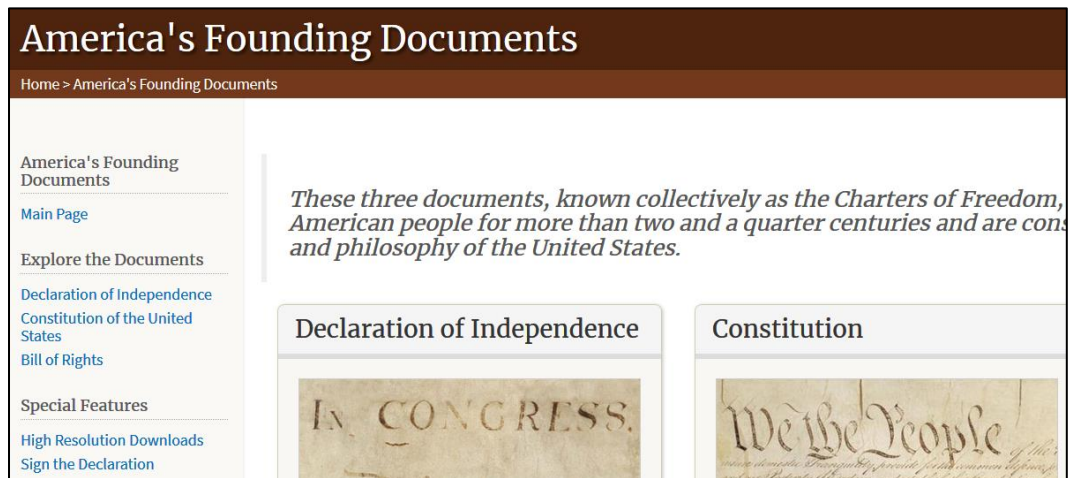 America's Founding Documents
Home > America's Founding Documents
America's Founding
Documents
Main Page
Explore the Documents
Declaration of Independence
Constitution of the United
States
Bill of Rights
Special Features
High Resolution Downloads
Sign the Declaration
These three documents, known collectively as the Charters of Freedom,
American people for more than two and a quarter centuries and are
and philosophy of the United States.
Declaration of Independence
IN CONGRESS.
Constitution
We the People